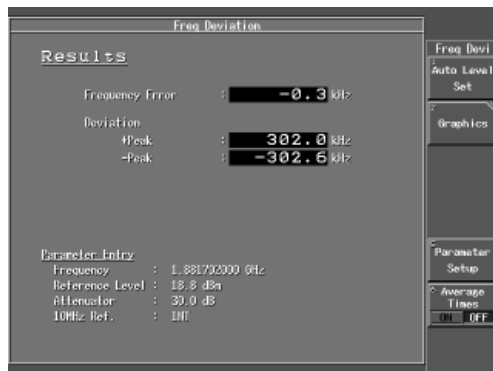 Freq Deviation
Results
Frequency Error : -0.3 kHz
Deviation
+Peak : 302.0 kHz
-Peak : -302.6 kHz
Parameter Entry
Frequency : 1.881792000 GHz
Reference Level : 18.8 dBm
Attenuator : 30.0 dB
10MHz Ref. : INT
Freq Devi
1
Auto Level
Set
2
Graphics
Parameter
Setup
Average
Times
ON OFF